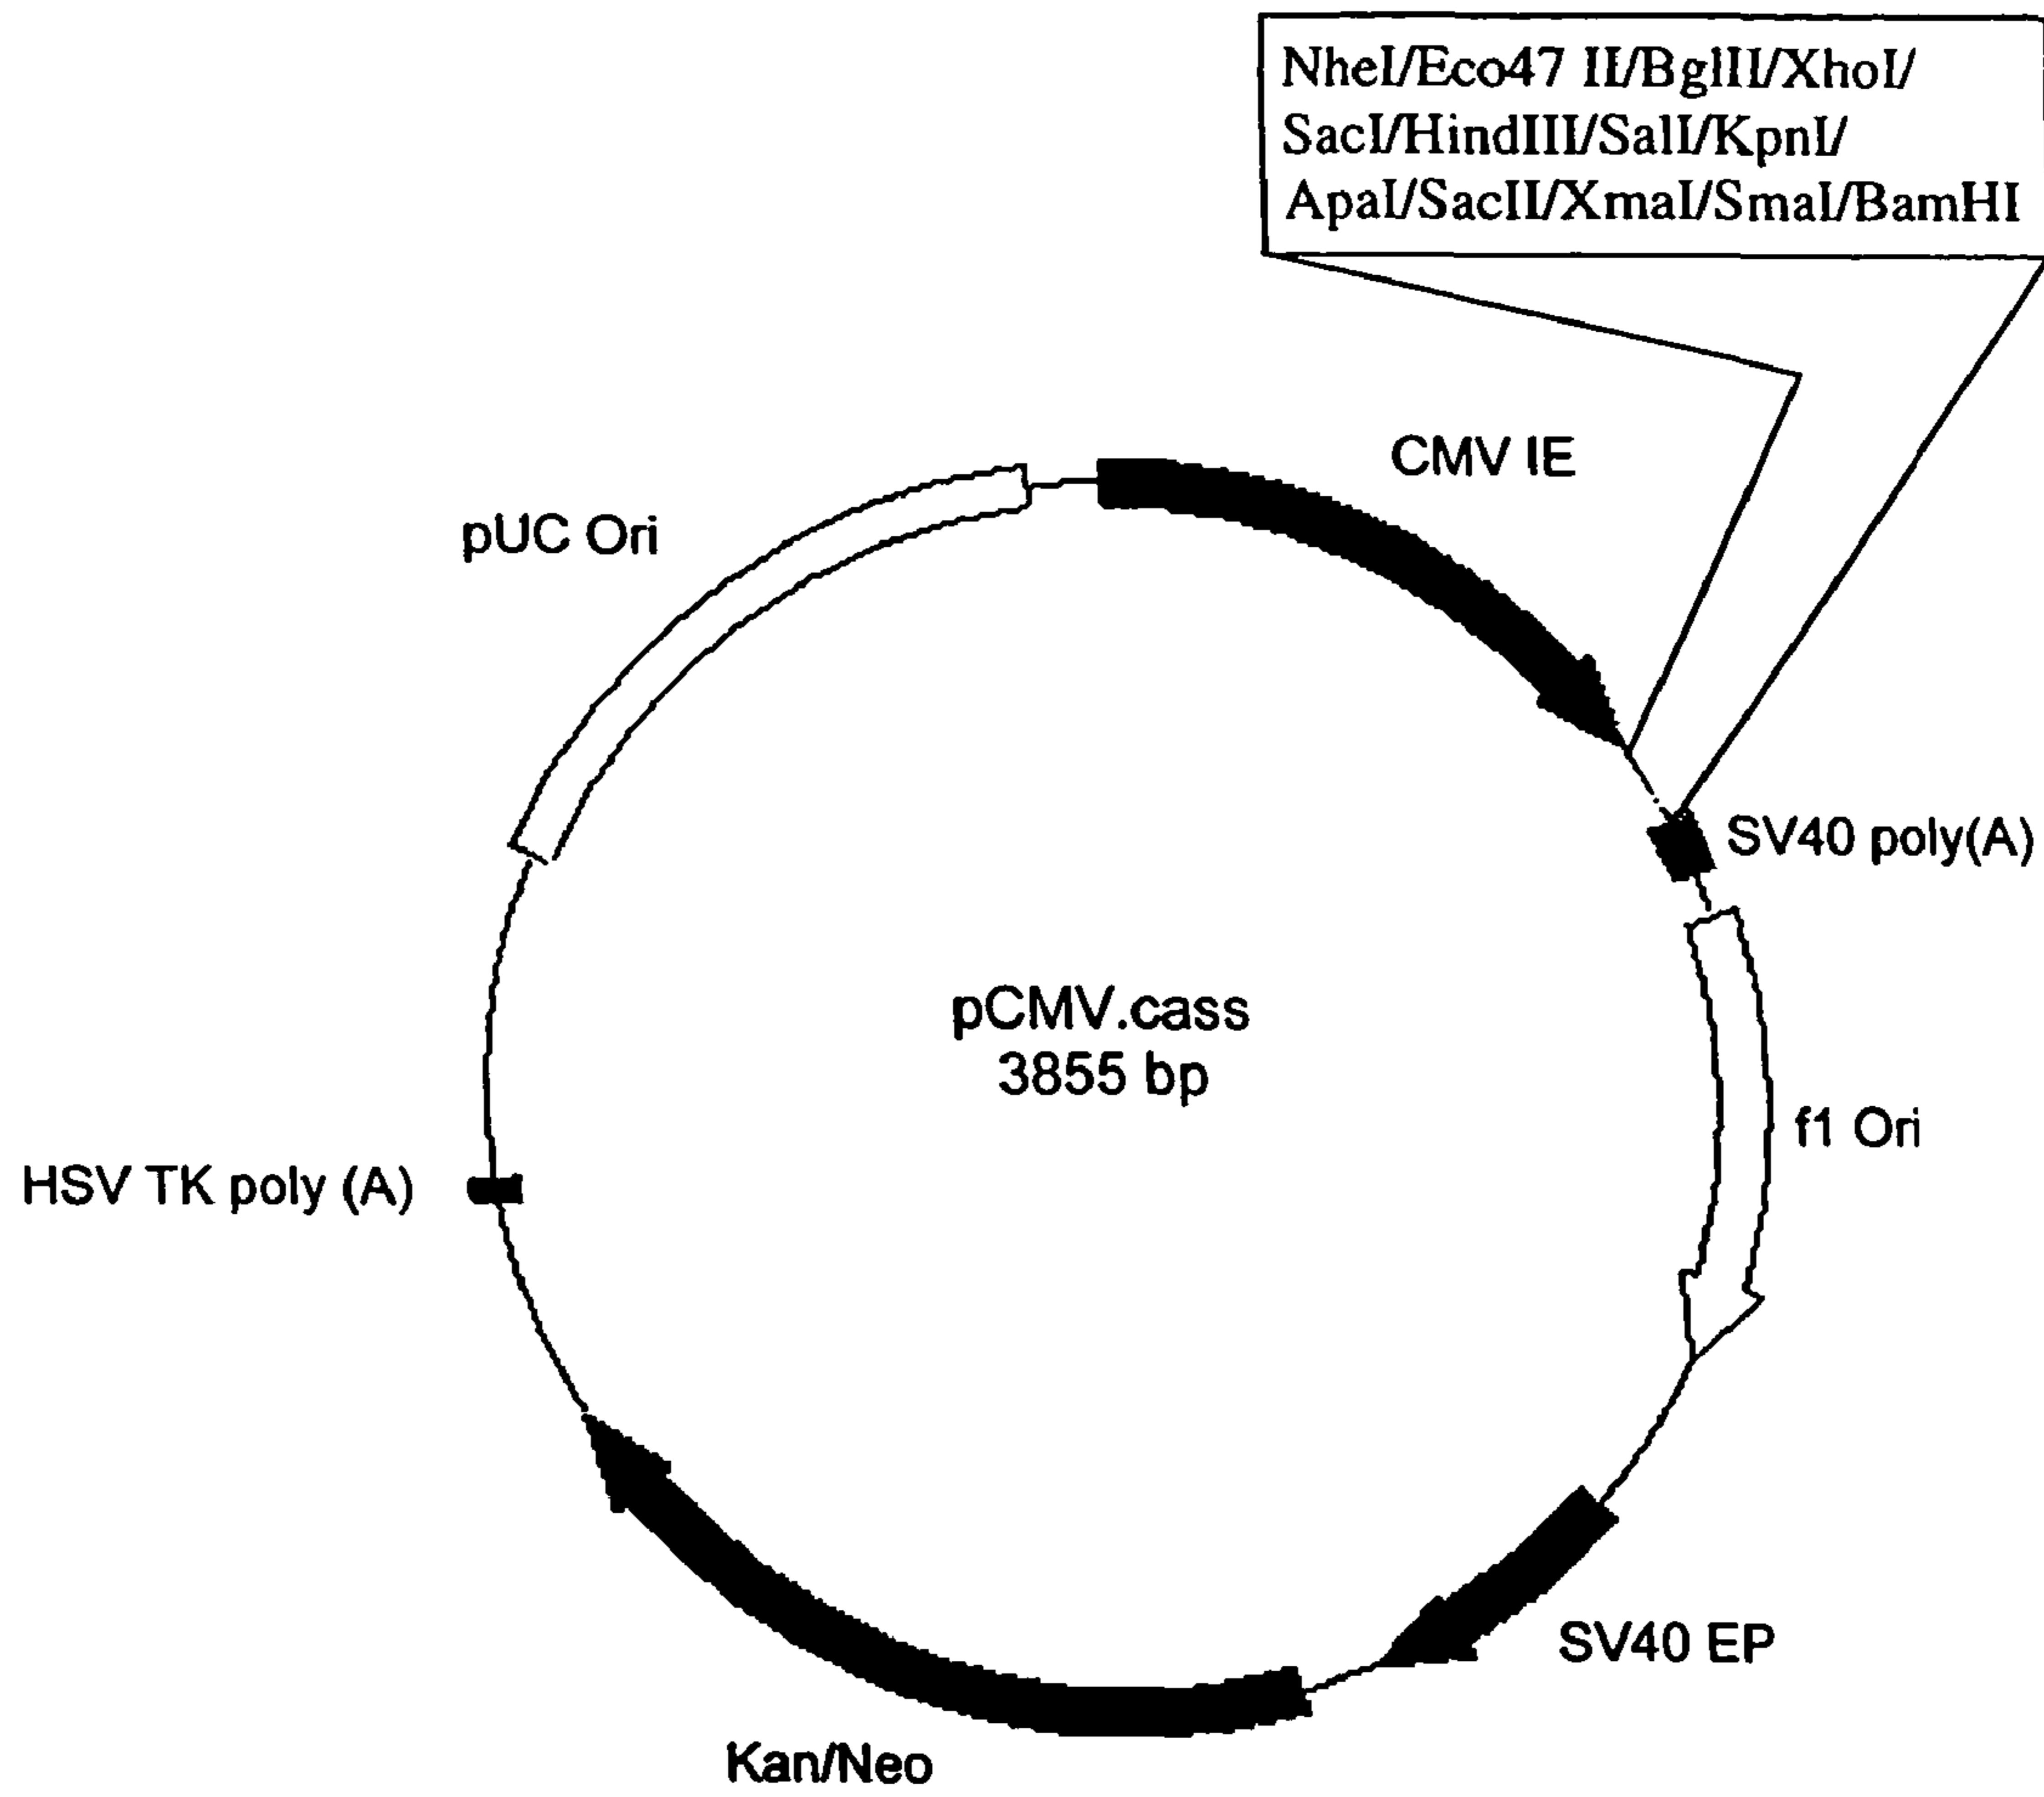 NheI/Eco47 II/BglII/XhoI/
SacI/HindIII/SalI/KpnI/
ApaI/SacII/XmaI/SmaI/BamHI
CMV IE
pUC Ori
SV40 poly(A)
pCMV.cass
3855 bp
f1 Ori
HSV TK poly (A)
SV40 EP
Kan/Neo